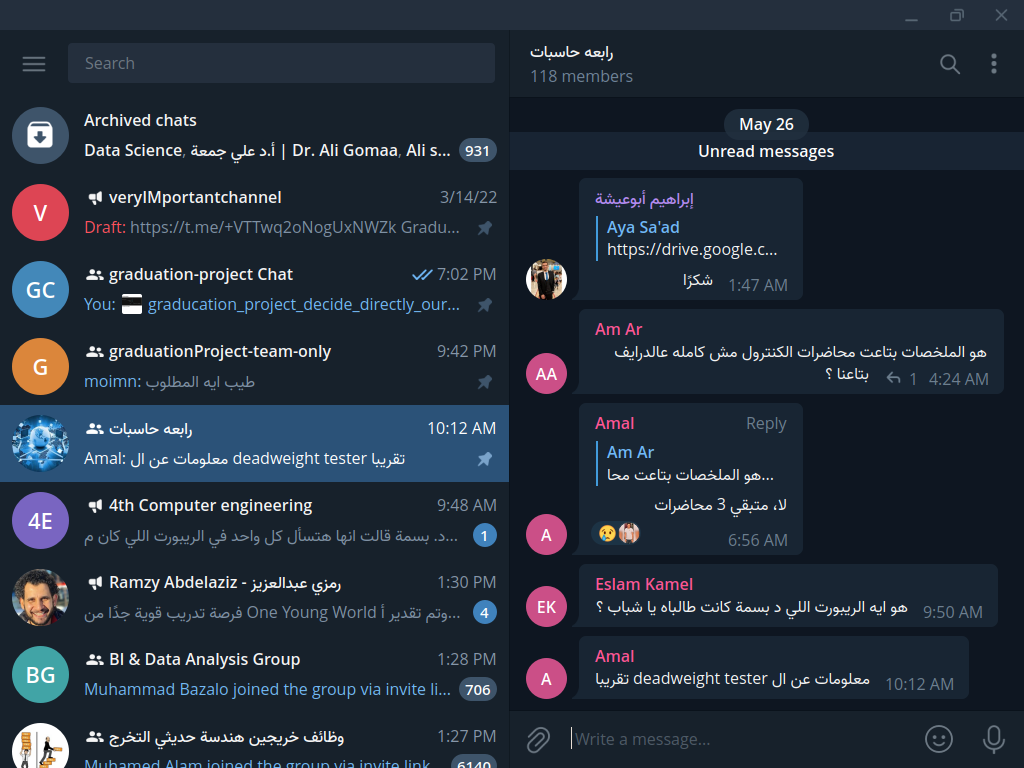 Search
Archived chats
Data Science, أ.د علي جمعة | Dr. Ali Gomaa, Ali s...
931
V
veryIMportantchannel
3/14/22
Draft: https://t.me/+VTTwq2oNogUxNWZk Gradu...
GC
graduation-project Chat
7:02 PM
You: graducation_project_decide_directly_our...
G
graduationProject-team-only
9:42 PM
moimn: طيب ايه المطلوب
رابعه حاسبات
10:12 AM
Amal: معلومات عن ال deadweight tester تقريبا
4E
4th Computer engineering
9:48 AM
د. بسمة قالت انها هتسأل كل واحد في الريبورت اللي كان م...
1
Ramzy Abdelaziz - رمزي عبدالعزيز
1:30 PM
فرصة تدريب قوية جدًا من One Young World وتم تقدير أ...
4
BG
BI & Data Analysis Group
1:28 PM
Muhammad Bazalo joined the group via invite li...
706
وظائف خريجين هندسة حديثي التخرج
1:27 PM
Muhamed Alam joined the group via invite link
6140
رابعه حاسبات
118 members
May 26
Unread messages
إبراهيم أبوعيشة
Aya Sa'ad
https://drive.google.c...
شكرًا
1:47 AM
Am Ar
هو الملخصات بتاعت محاضرات الكنترول مش كامله عالدرايف
بتاعنا ؟
1 4:24 AM
AA
Amal
Reply
Am Ar
هو الملخصات بتاعت محا...
لا، متبقي 3 محاضرات
6:56 AM
A
Eslam Kamel
هو ايه الريبورت اللي د بسمة كانت طالباه يا شباب ؟
9:50 AM
EK
Amal
معلومات عن ال deadweight tester تقريبا
10:12 AM
A
Write a message...